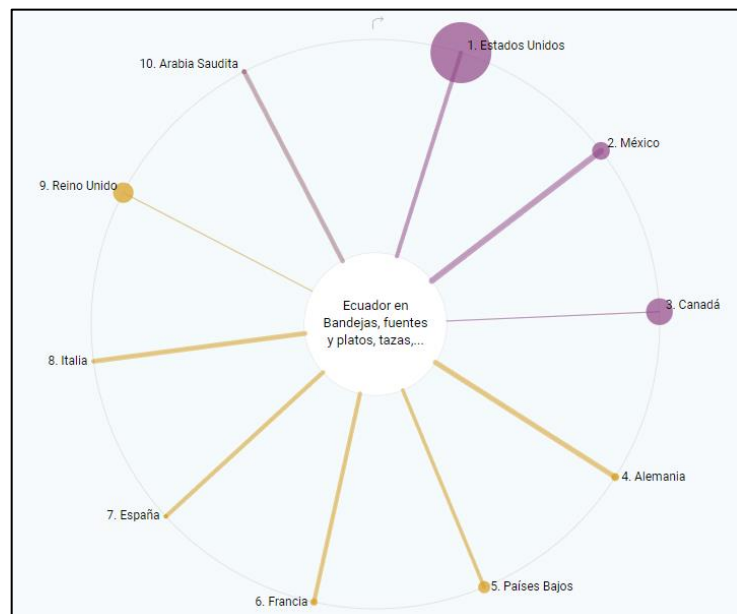 1. Estados Unidos
10. Arabia Saudita
2. México
9. Reino Unido
3. Canadá
Ecuador en
Bandejas, fuentes
y platos, tazas,...
8. Italia
4. Alemania
7. España
5. Países Bajos
6. Francia